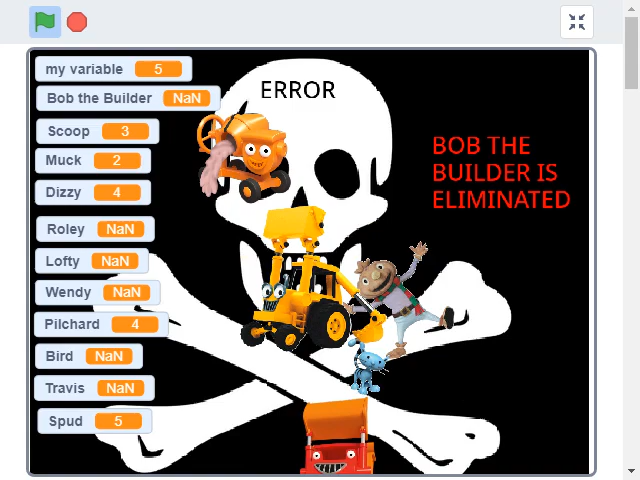 my variable 5
ERROR
Bob the Builder NaN
Scoop 3
Muck 2
Dizzy 4
Roley NaN
Lofty NaN
Wendy NaN
Pilchard 4
Bird NaN
Travis NaN
Spud 5
BOB THE
BUILDER IS
ELIMINATED